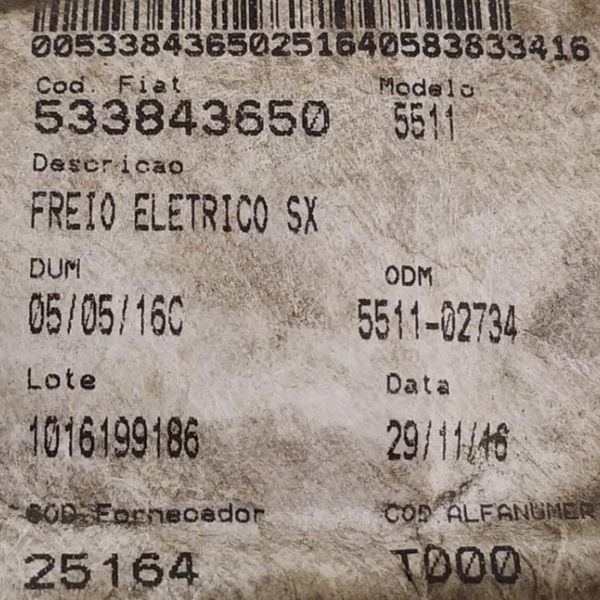 00533843650251640583833416
Cod. Fiat Modelo
533843650 5511
Descricao
FREIO ELETRICO SX
DUM ODM
05/05/16C 5511-02734
Lote Data
1016199186 29/11/16
COD Fornecedor COD ALFANUMER
25164 T000